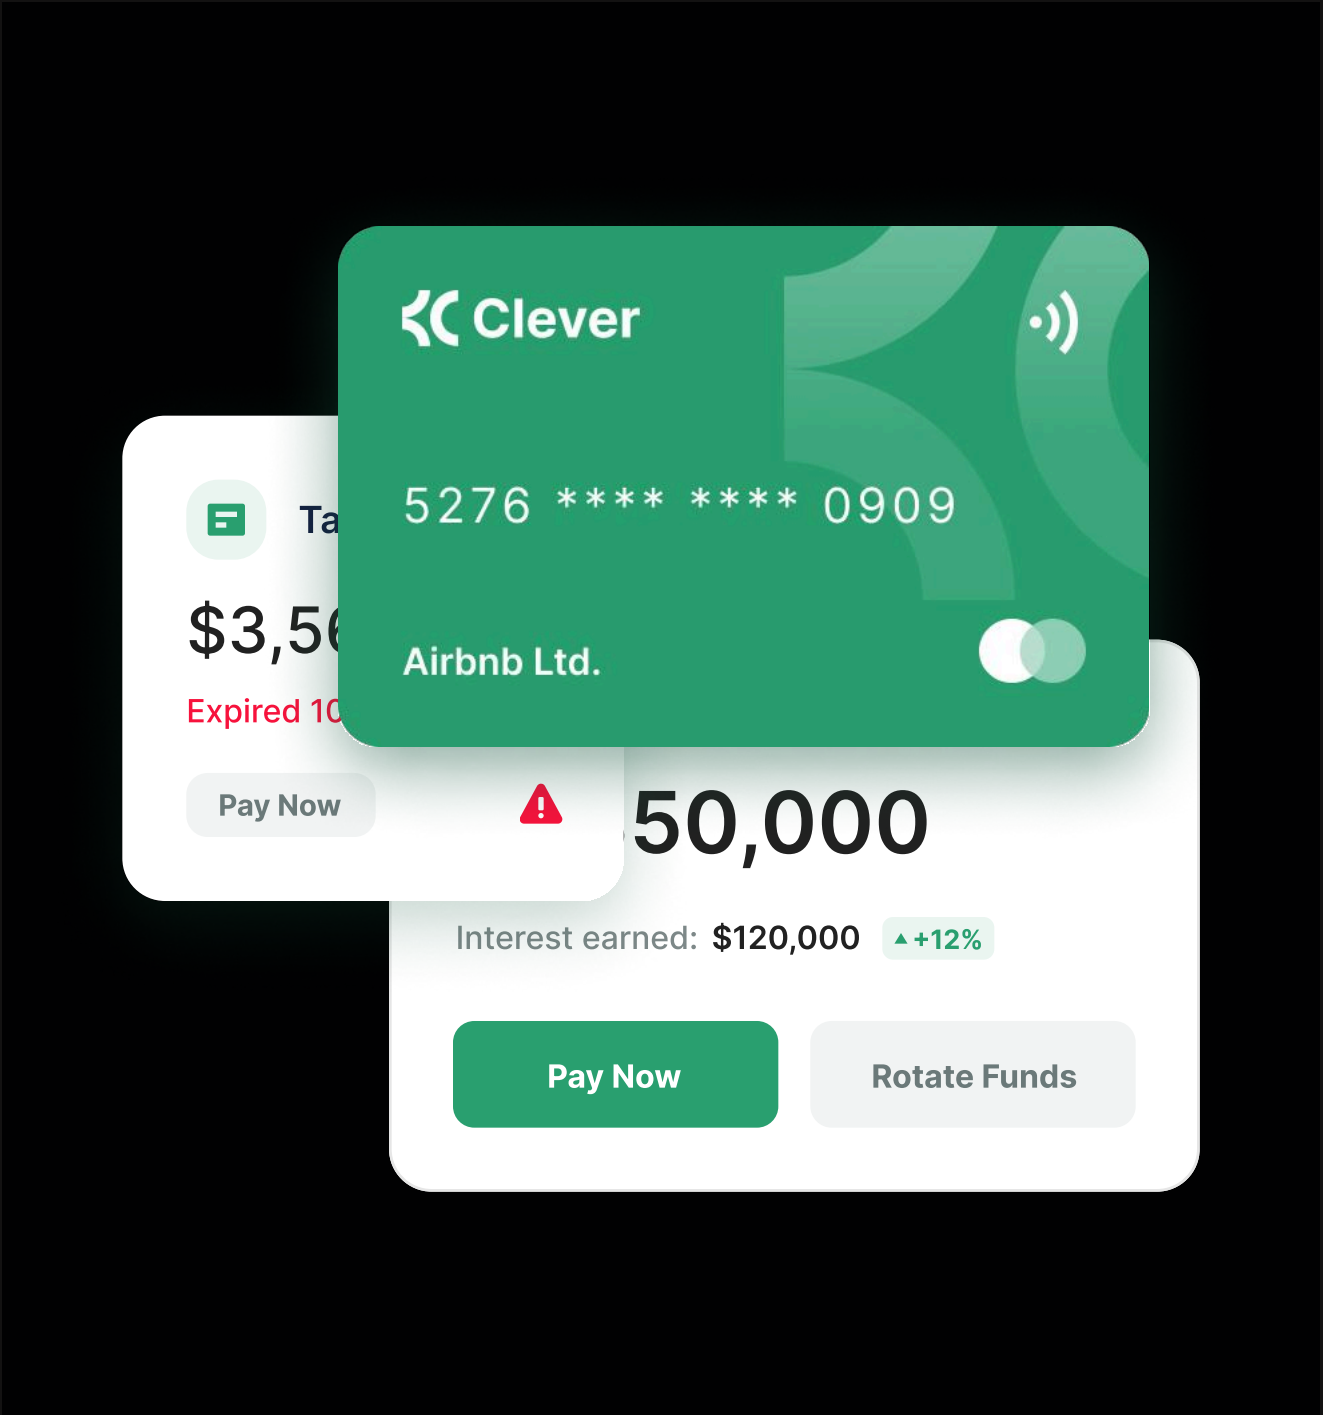 Clever
5276 **** **** 0909
Airbnb Ltd.
Ta
$3,56
Expired 10
Pay Now
50,000
Interest earned: $120,000 +12%
Pay Now
Rotate Funds